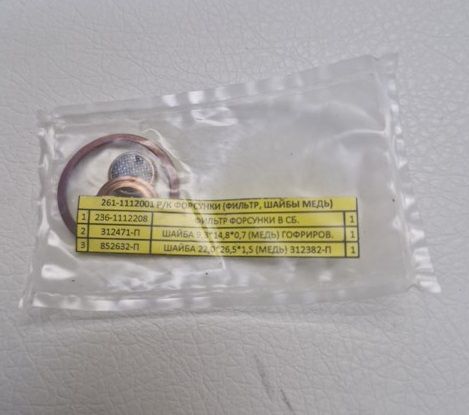 261-1112001 Р/К ФОРСУНКИ (ФИЛЬТР, ШАЙБЫ МЕДЬ)
1 236-1112208 ФИЛЬТР ФОРСУНКИ В СБ. 1
2 312471-П ШАЙБА 9,3*14,8*0,7 (МЕДЬ) ГОФРИРОВ. 1
3 852632-П ШАЙБА 22,0*26,5*1,5 (МЕДЬ) 312382-П 1